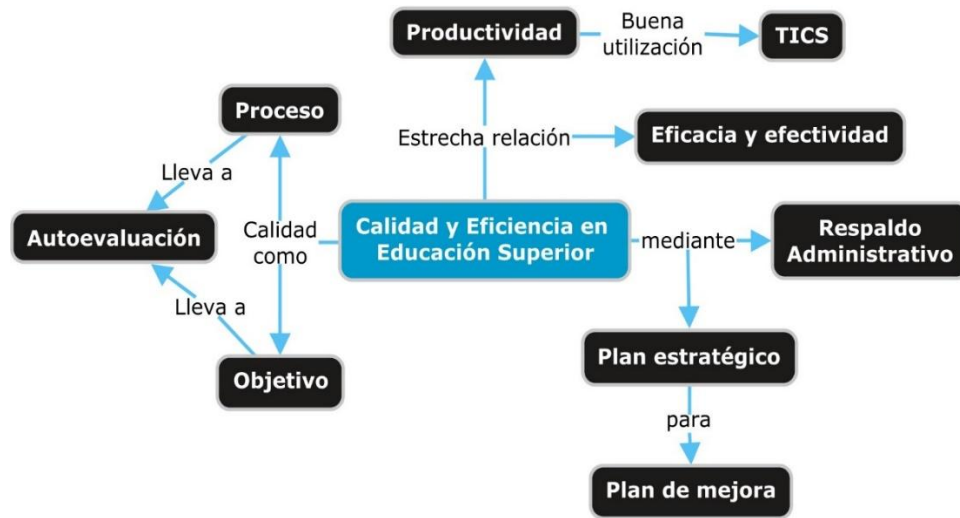 Productividad
Buena
utilización
TICS
Proceso
Estrecha relación
Eficacia y efectividad
Lleva a
Autoevaluación
Calidad
como
Calidad y Eficiencia en
Educación Superior
mediante
Respaldo
Administrativo
Lleva a
Objetivo
Plan estratégico
para
Plan de mejora